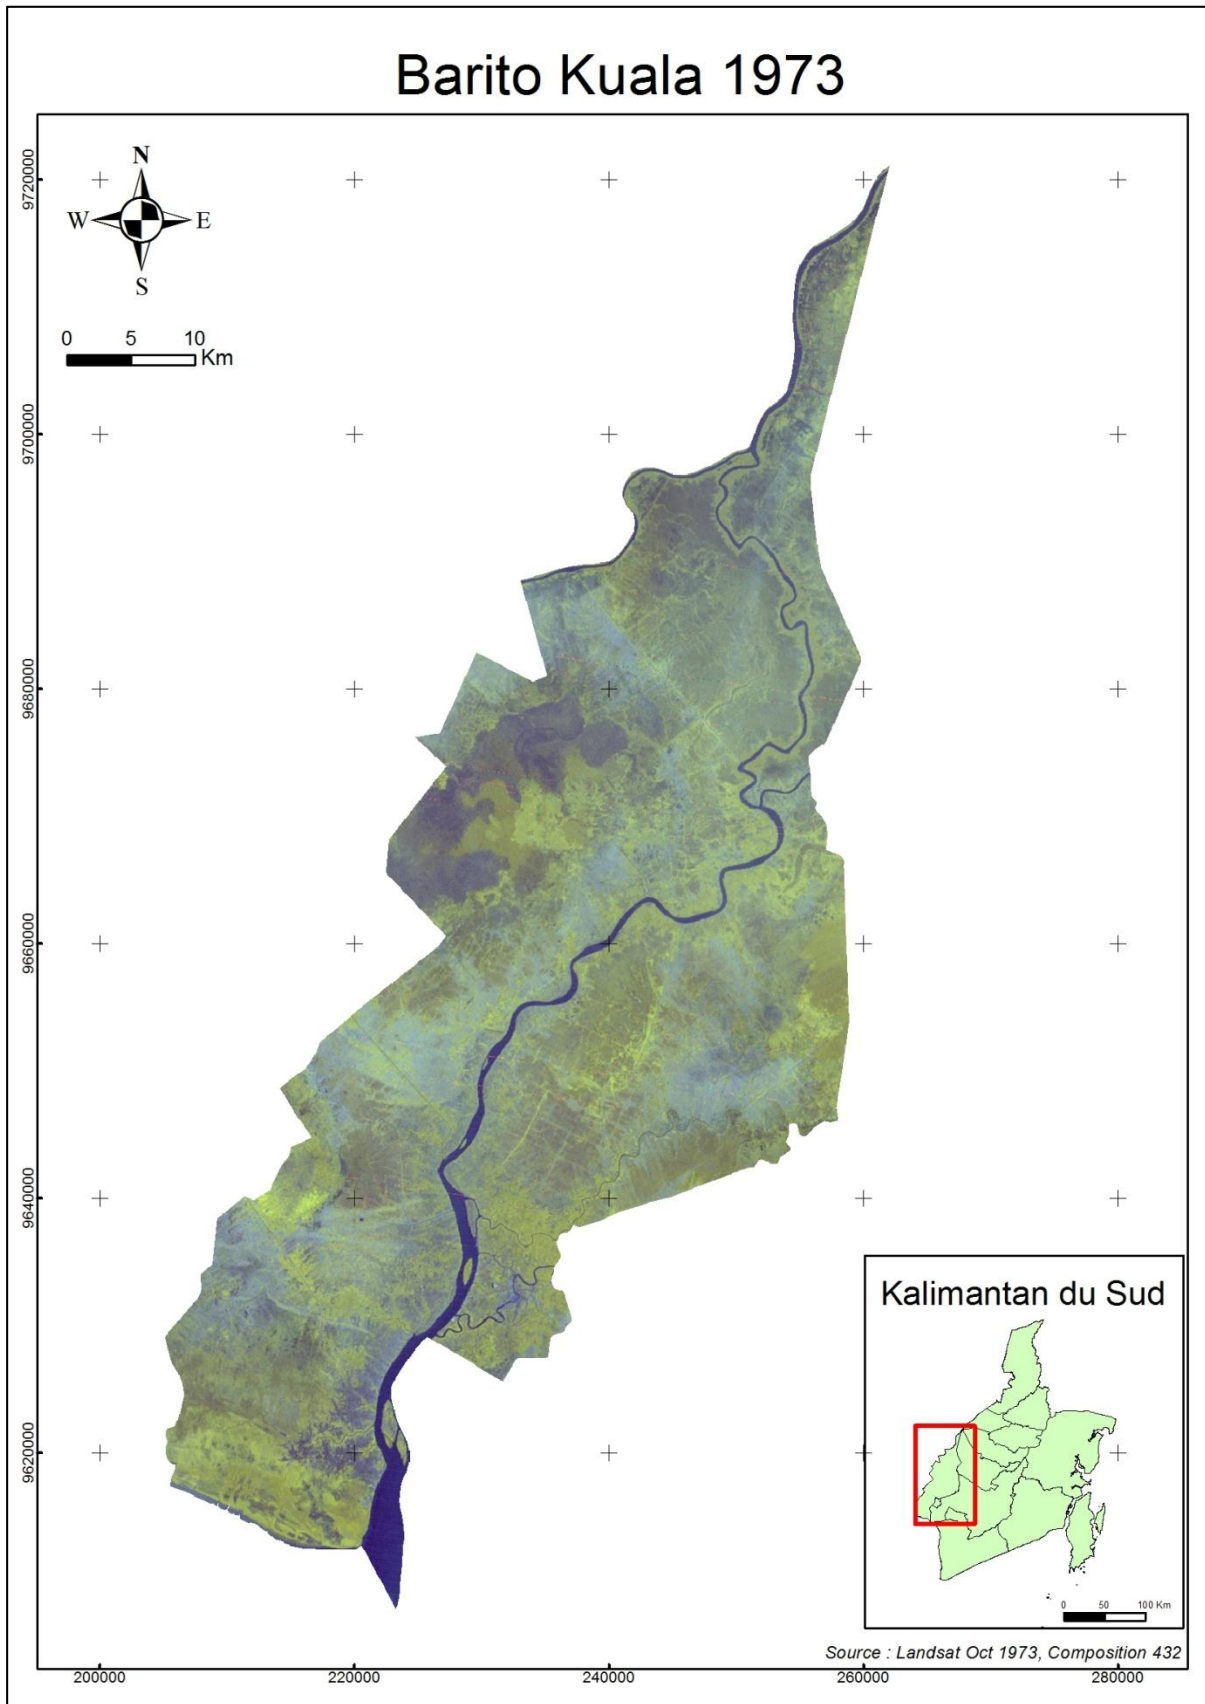 Barito Kuala 1973
N
W E
S
0 5 10
Km
9720000
9700000
9680000
9660000
9640000
9620000
200000 220000 240000 260000 280000
Kalimantan du Sud
0 50 100 Km
Source : Landsat Oct 1973, Composition 432